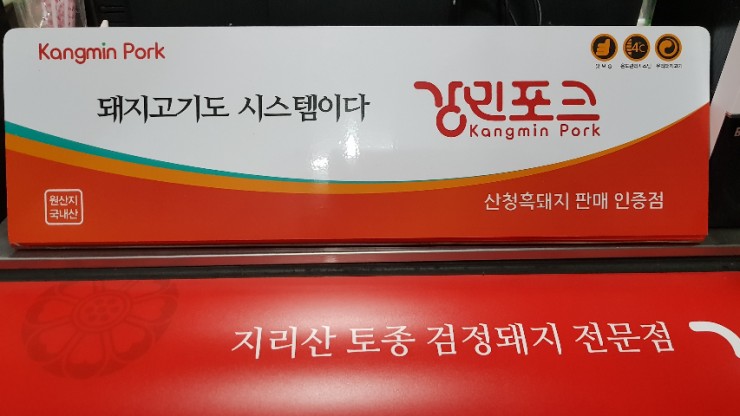 Kangmin Pork
돼지고기도 시스템이다
강민포크
Kangmin Pork
4℃
원산지
국내산
산청흑돼지 판매 인증점
지리산 토종 검정돼지 전문점